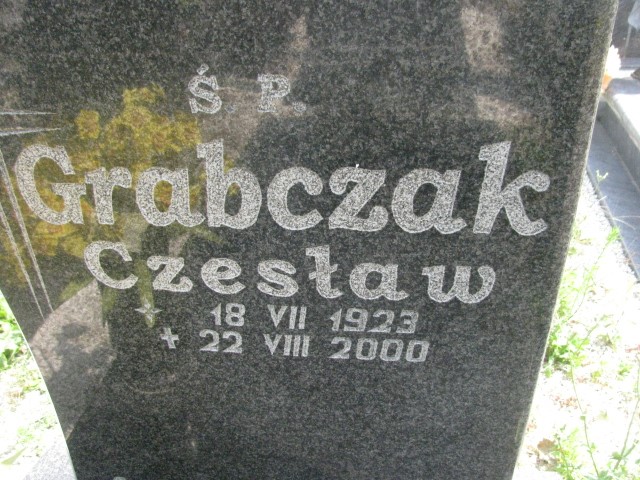 Ś. P.
Grabczak
Czesław
* 18 VII 1923
+ 22 VIII 2000